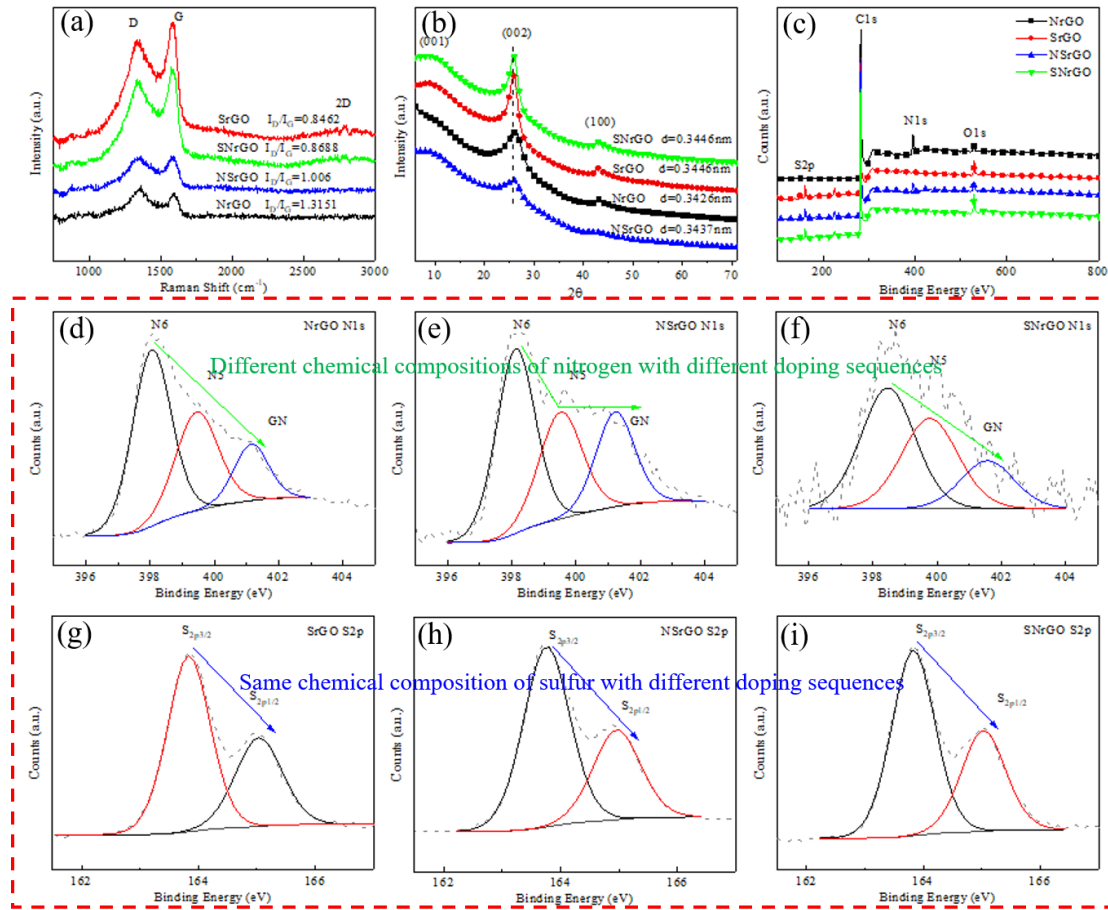 (a)
D
G
2D
SrGO I_D/I_G=0.8462
SNrGO I_D/I_G=0.8688
NSrGO I_D/I_G=1.006
NrGO I_D/I_G=1.3151
Intensity (a.u.)
1000 1500 2000 2500 3000
Raman Shift (cm⁻¹)
(b)
(001)
(002)
(100)
SNrGO d=0.3446nm
SrGO d=0.3446nm
NrGO d=0.3426nm
NSrGO d=0.3437nm
Intensity (a.u.)
10 20 30 40 50 60 70
2θ
(c)
C1s
NrGO
SrGO
NSrGO
SNrGO
N1s
O1s
S2p
Counts (a.u.)
200 400 600 800
Binding Energy (eV)
(d)
N6
NrGO N1s
N5
GN
Counts (a.u.)
396 398 400 402 404
Binding Energy (eV)
(e)
N6
NSrGO N1s
N5
GN
Counts (a.u.)
396 398 400 402 404
Binding Energy (eV)
(f)
N6
SNrGO N1s
N5
GN
Counts (a.u.)
396 398 400 402 404
Binding Energy (eV)
Different chemical compositions of nitrogen with different doping sequences
(g)
S2p3/2
SrGO S2p
S2p1/2
Counts (a.u.)
162 164 166
Binding Energy (eV)
(h)
S2p3/2
NSrGO S2p
S2p1/2
Counts (a.u.)
162 164 166
Binding Energy (eV)
(i)
S2p3/2
SNrGO S2p
S2p1/2
Counts (a.u.)
162 164 166
Binding Energy (eV)
Same chemical composition of sulfur with different doping sequences